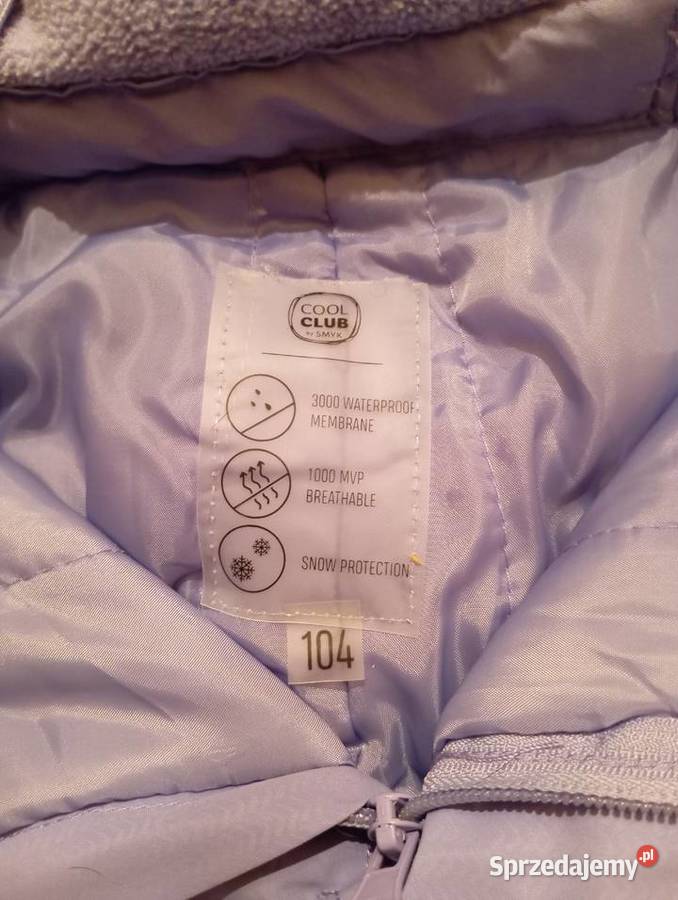 COOL
CLUB
by SMYK
3000 WATERPROOF
MEMBRANE
1000 MVP
BREATHABLE
SNOW PROTECTION
104
Sprzedajemy.pl